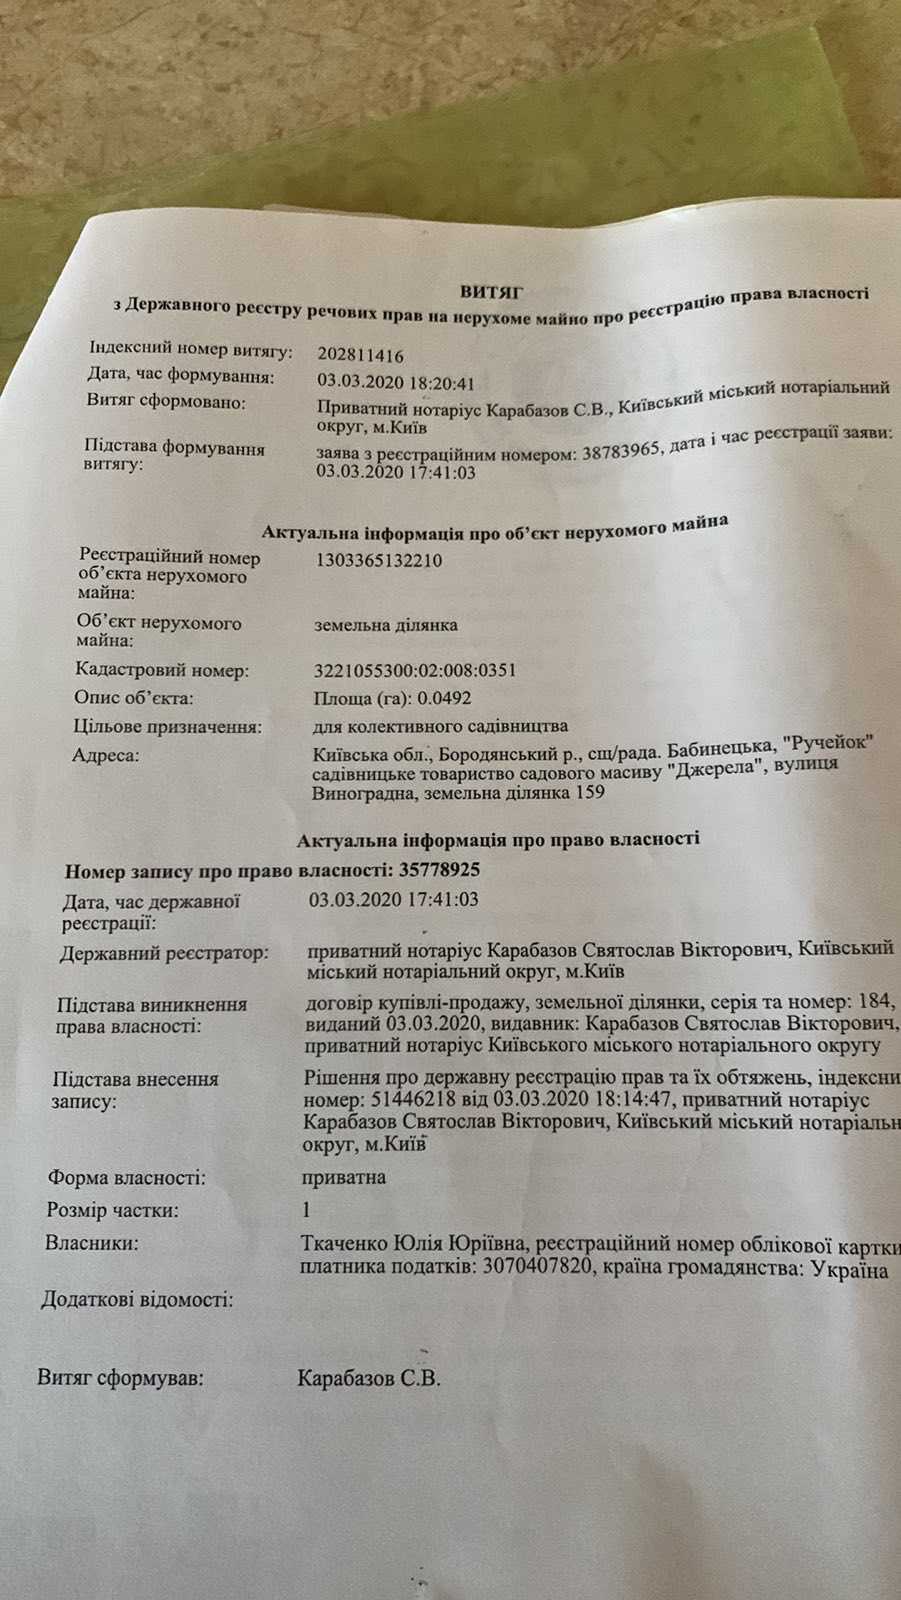 ВИТЯГ
з Державного реєстру речових прав на нерухоме майно про реєстрацію права власності
Індексний номер витягу: 202811416
Дата, час формування: 03.03.2020 18:20:41
Витяг сформовано: Приватний нотаріус Карабазов С.В., Київський міський нотаріальний
округ, м.Київ
Підстава формування заява з реєстраційним номером: 38783965, дата і час реєстрації заяви:
витягу: 03.03.2020 17:41:03
Актуальна інформація про об’єкт нерухомого майна
Реєстраційний номер 1303365132210
об’єкта нерухомого
майна:
Об’єкт нерухомого земельна ділянка
майна:
Кадастровий номер: 3221055300:02:008:0351
Опис об’єкта: Площа (га): 0.0492
Цільове призначення: для колективного садівництва
Адреса: Київська обл., Бородянський р., сщ/рада. Бабинецька, "Ручейок"
садівницьке товариство садового масиву "Джерела", вулиця
Виноградна, земельна ділянка 159
Актуальна інформація про право власності
Номер запису про право власності: 35778925
Дата, час державної 03.03.2020 17:41:03
реєстрації:
Державний реєстратор: приватний нотаріус Карабазов Святослав Вікторович, Київський
міський нотаріальний округ, м.Київ
Підстава виникнення договір купівлі-продажу, земельної ділянки, серія та номер: 184,
права власності: виданий 03.03.2020, видавник: Карабазов Святослав Вікторович,
приватний нотаріус Київського міського нотаріального округу
Підстава внесення Рішення про державну реєстрацію прав та їх обтяжень, індексни
запису: номер: 51446218 від 03.03.2020 18:14:47, приватний нотаріус
Карабазов Святослав Вікторович, Київський міський нотаріальн
округ, м.Київ
Форма власності: приватна
Розмір частки: 1
Власники: Ткаченко Юлія Юріївна, реєстраційний номер облікової картки
платника податків: 3070407820, країна громадянства: Україна
Додаткові відомості:
Витяг сформував: Карабазов С.В.